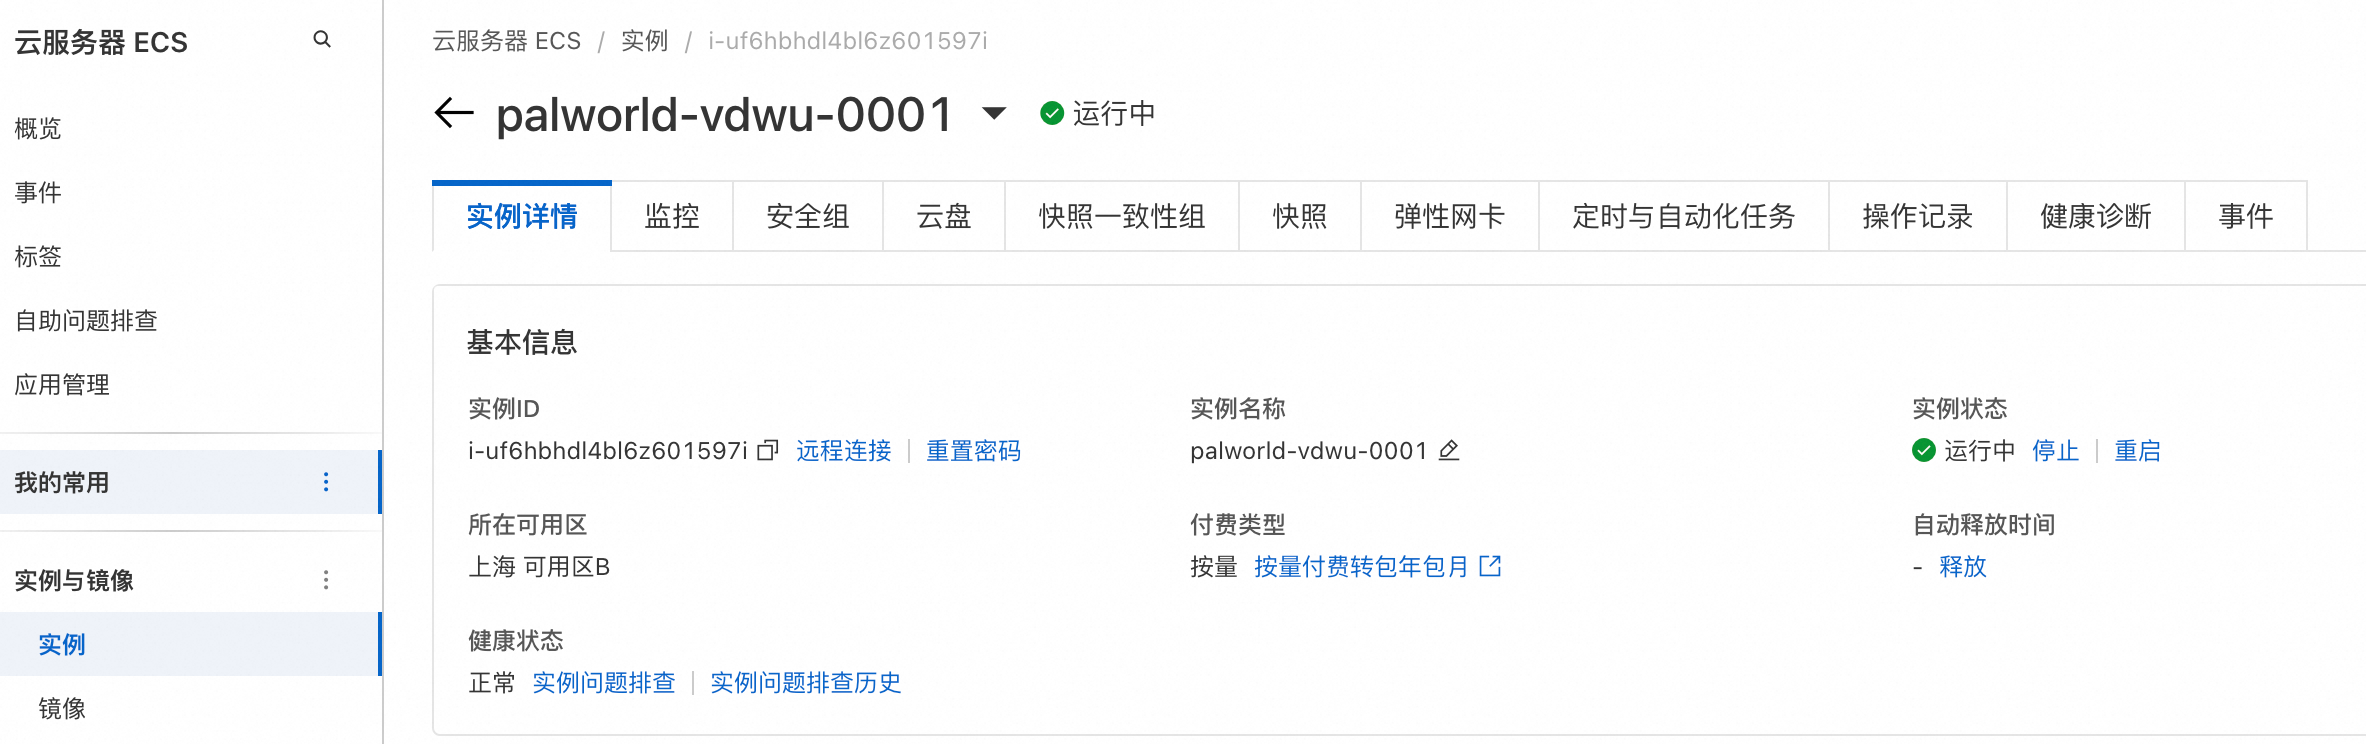 云服务器 ECS
概览
事件
标签
自助问题排查
应用管理
我的常用
实例与镜像
实例
镜像
云服务器 ECS / 实例 / i-uf6hbhdl4bl6z601597i
palworld-vdwu-0001 运行中
实例详情 监控 安全组 云盘 快照一致性组 快照 弹性网卡 定时与自动化任务 操作记录 健康诊断 事件
基本信息
实例ID 实例名称 实例状态
i-uf6hbhdl4bl6z601597i 远程连接 | 重置密码 palworld-vdwu-0001 运行中 停止 | 重启
所在可用区 付费类型 自动释放时间
上海 可用区B 按量 按量付费转包年包月 - 释放
健康状态
正常 实例问题排查 | 实例问题排查历史